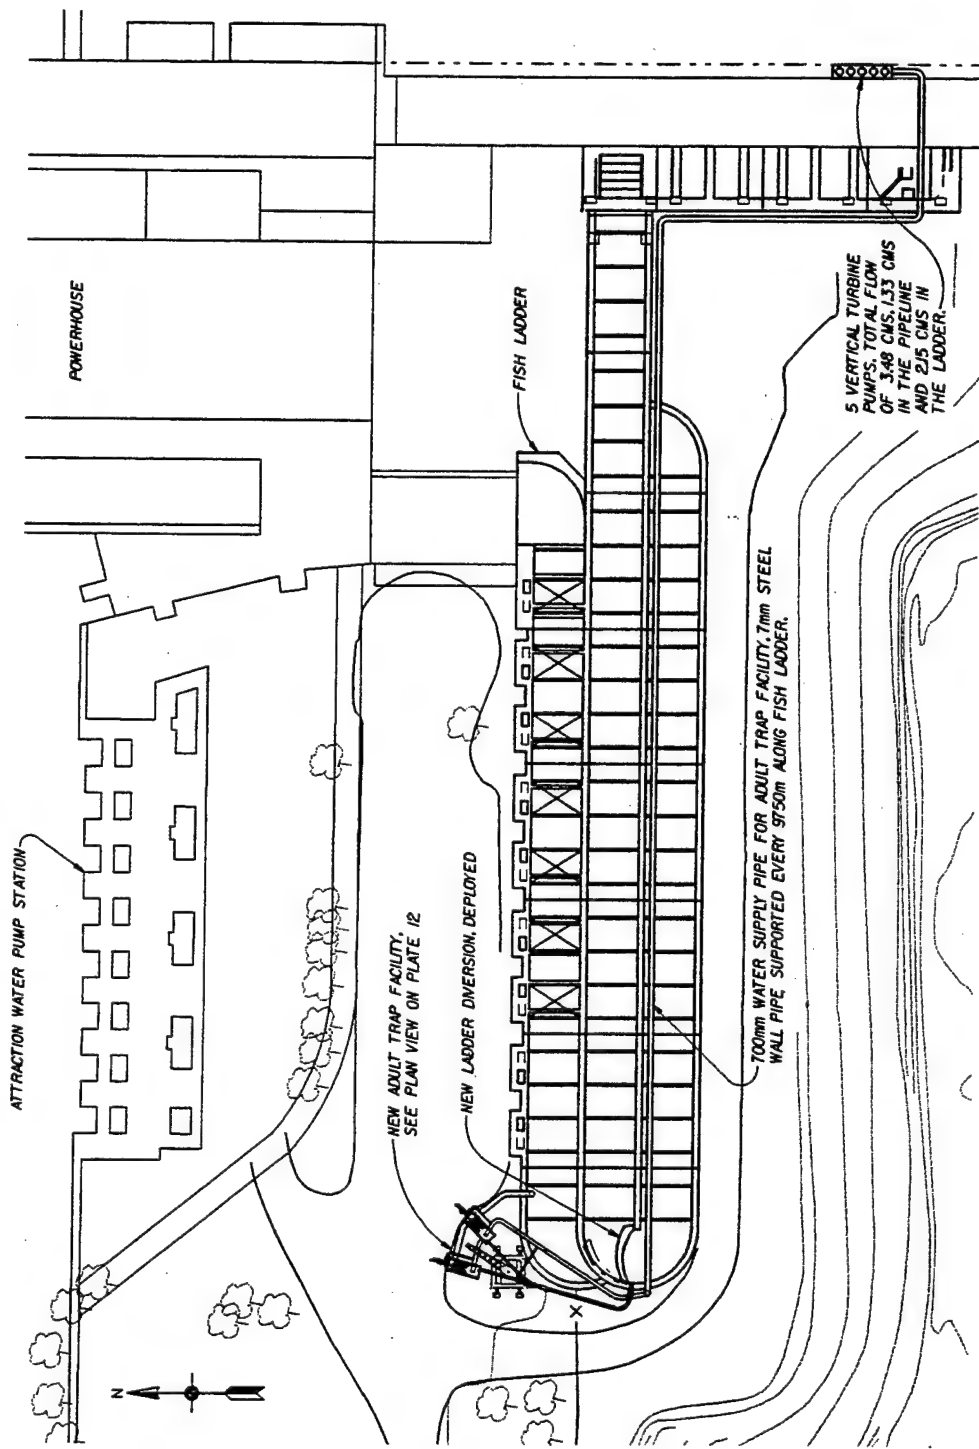 ATTRACTION WATER PUMP STATION
POWERHOUSE
FISH LADDER
NEW ADULT TRAP FACILITY,
SEE PLAN VIEW ON PLATE 12
NEW LADDER DIVERSION, DEPLOYED
5 VERTICAL TURBINE
PUMPS. TOTAL FLOW
OF 3.48 CMS, 1.33 CMS
IN THE PIPELINE
AND 2.15 CMS IN
THE LADDER.
700mm WATER SUPPLY PIPE FOR ADULT TRAP FACILITY, 7mm STEEL
WALL PIPE, SUPPORTED EVERY 9.750m ALONG FISH LADDER.
N
X